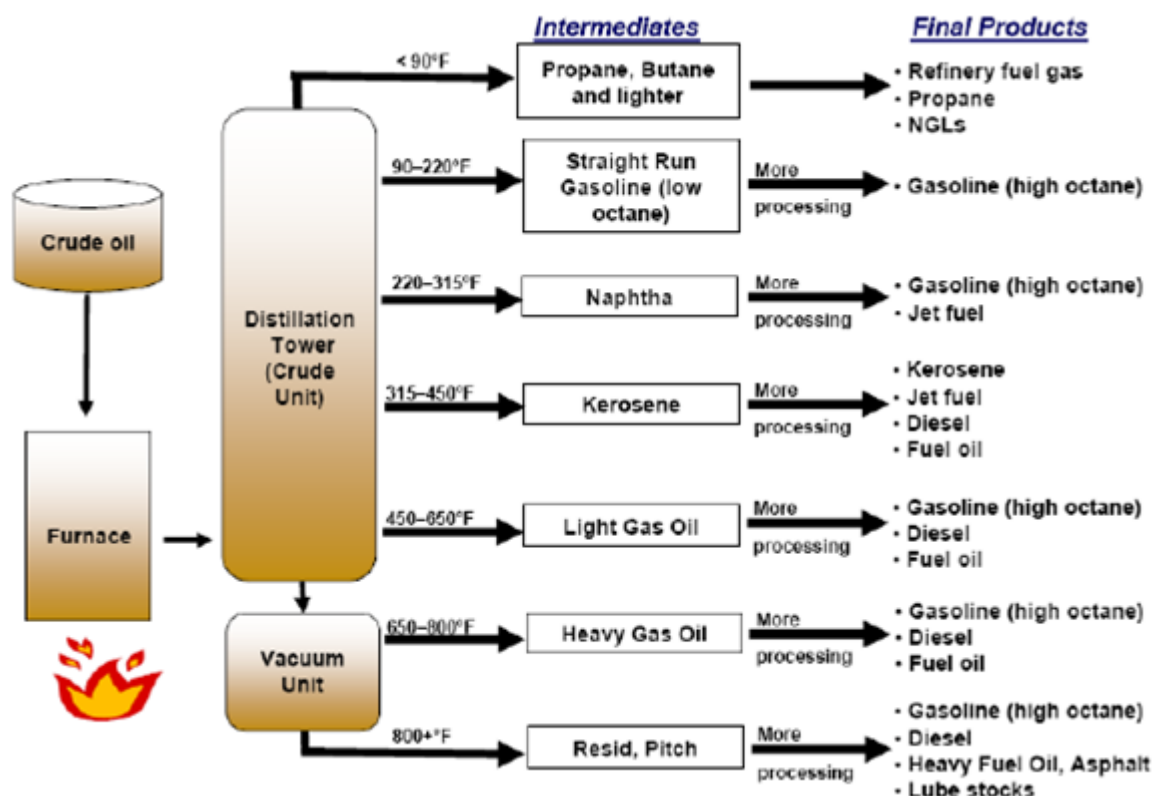 Intermediates
Final Products
< 90°F
Propane, Butane
and lighter
• Refinery fuel gas
• Propane
• NGLs
90–220°F
Straight Run
Gasoline (low
octane)
More
processing
• Gasoline (high octane)
Crude oil
220–315°F
Naphtha
More
processing
• Gasoline (high octane)
• Jet fuel
Distillation
Tower
(Crude
Unit)
315–450°F
Kerosene
More
processing
• Kerosene
• Jet fuel
• Diesel
• Fuel oil
Furnace
450–650°F
Light Gas Oil
More
processing
• Gasoline (high octane)
• Diesel
• Fuel oil
Vacuum
Unit
650–800°F
Heavy Gas Oil
More
processing
• Gasoline (high octane)
• Diesel
• Fuel oil
800+°F
Resid, Pitch
More
processing
• Gasoline (high octane)
• Diesel
• Heavy Fuel Oil, Asphalt
• Lube stocks